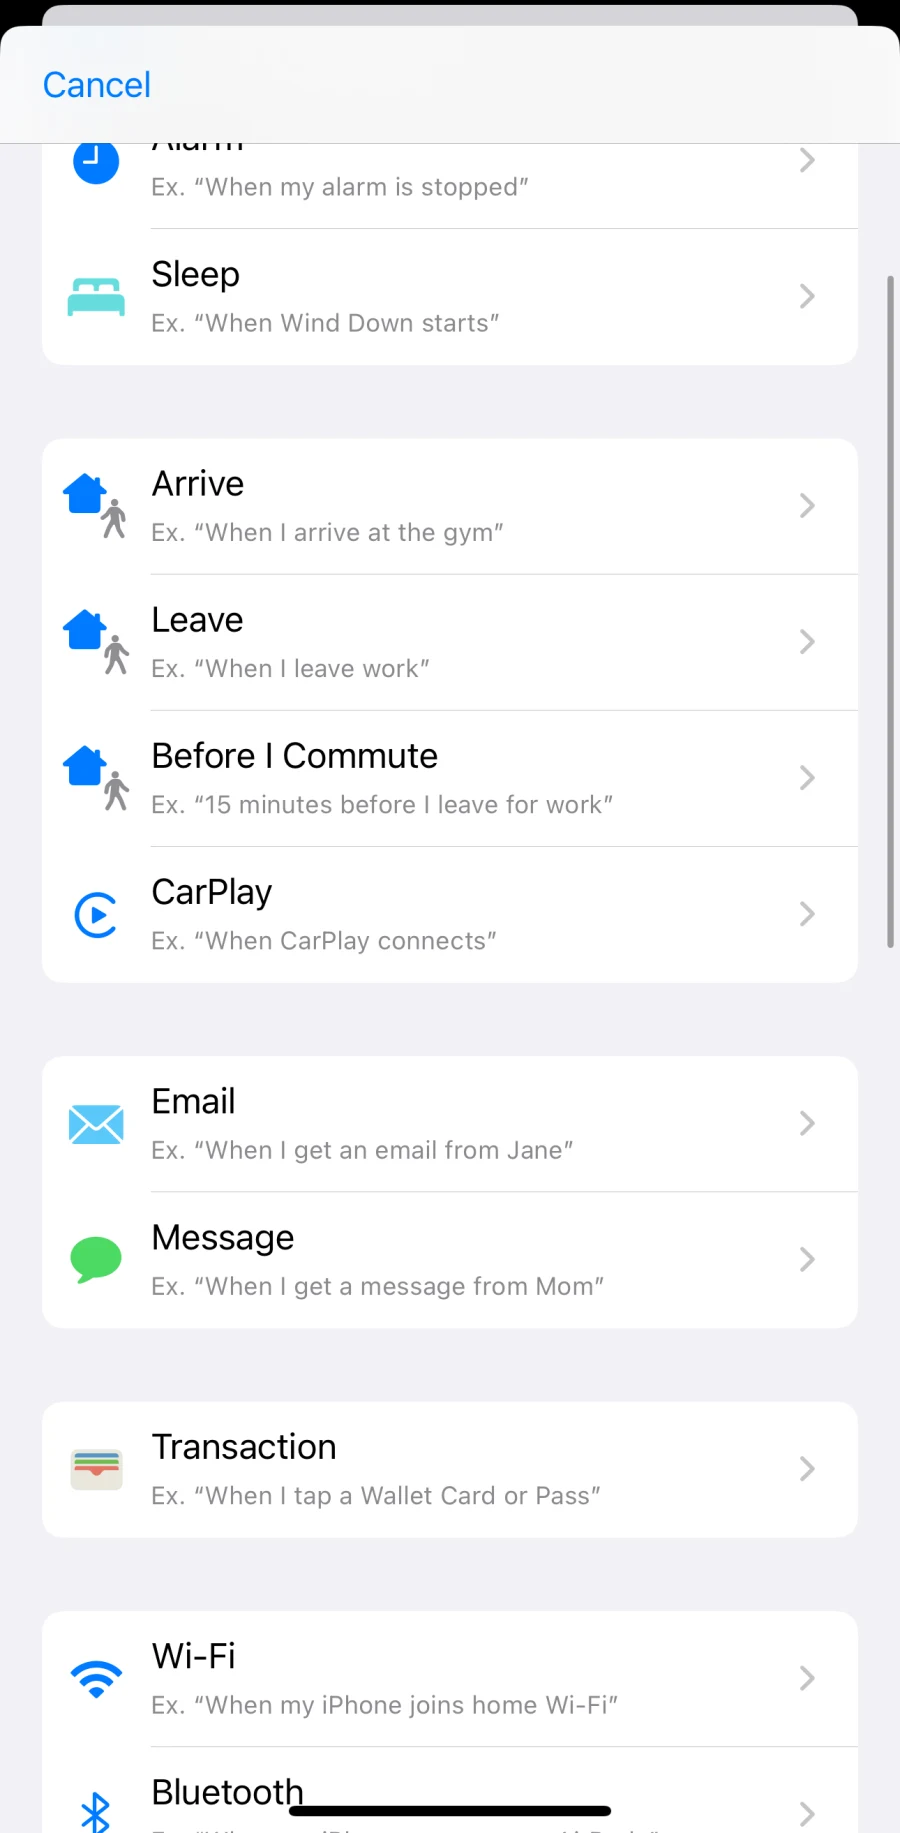 Cancel
Alarm
Ex. “When my alarm is stopped”
Sleep
Ex. “When Wind Down starts”
Arrive
Ex. “When I arrive at the gym”
Leave
Ex. “When I leave work”
Before I Commute
Ex. “15 minutes before I leave for work”
CarPlay
Ex. “When CarPlay connects”
Email
Ex. “When I get an email from Jane”
Message
Ex. “When I get a message from Mom”
Transaction
Ex. “When I tap a Wallet Card or Pass”
Wi-Fi
Ex. “When my iPhone joins home Wi-Fi”
Bluetooth